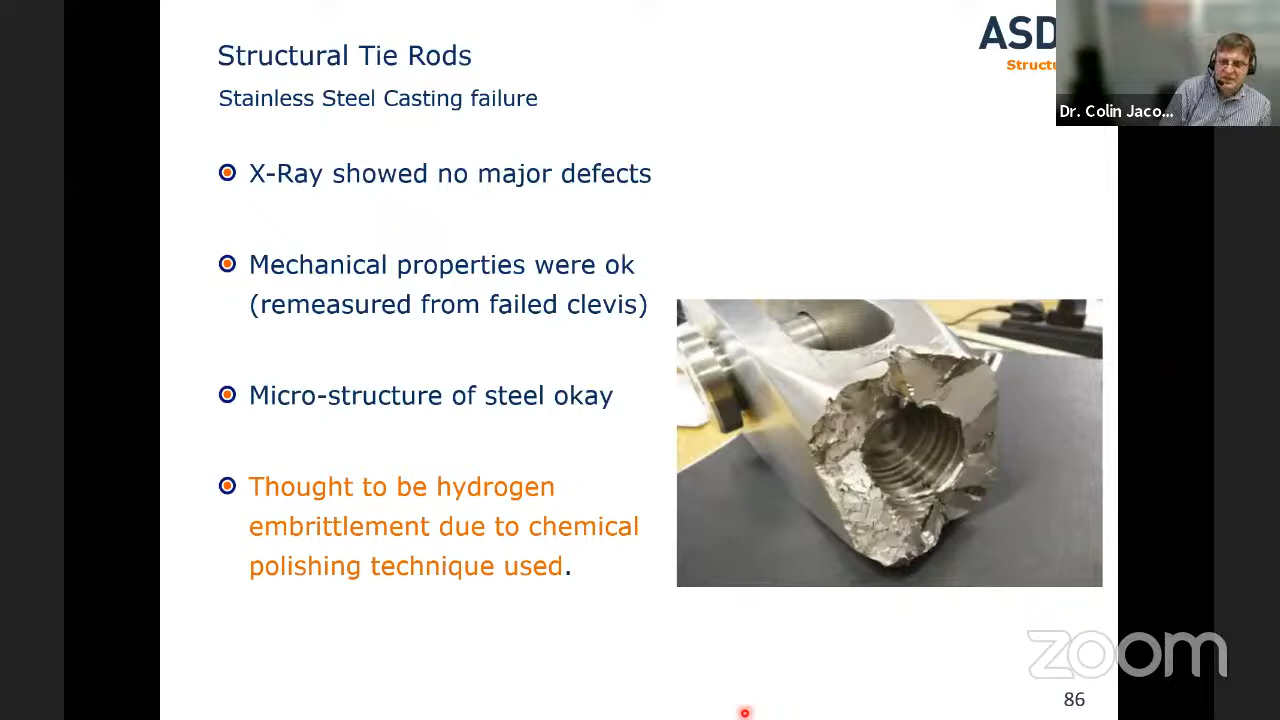 Structural Tie Rods
Stainless Steel Casting failure
ASD
Structu
Dr. Colin Jaco...
X-Ray showed no major defects
Mechanical properties were ok
(remeasured from failed clevis)
Micro-structure of steel okay
Thought to be hydrogen
embrittlement due to chemical
polishing technique used.
zoom
86